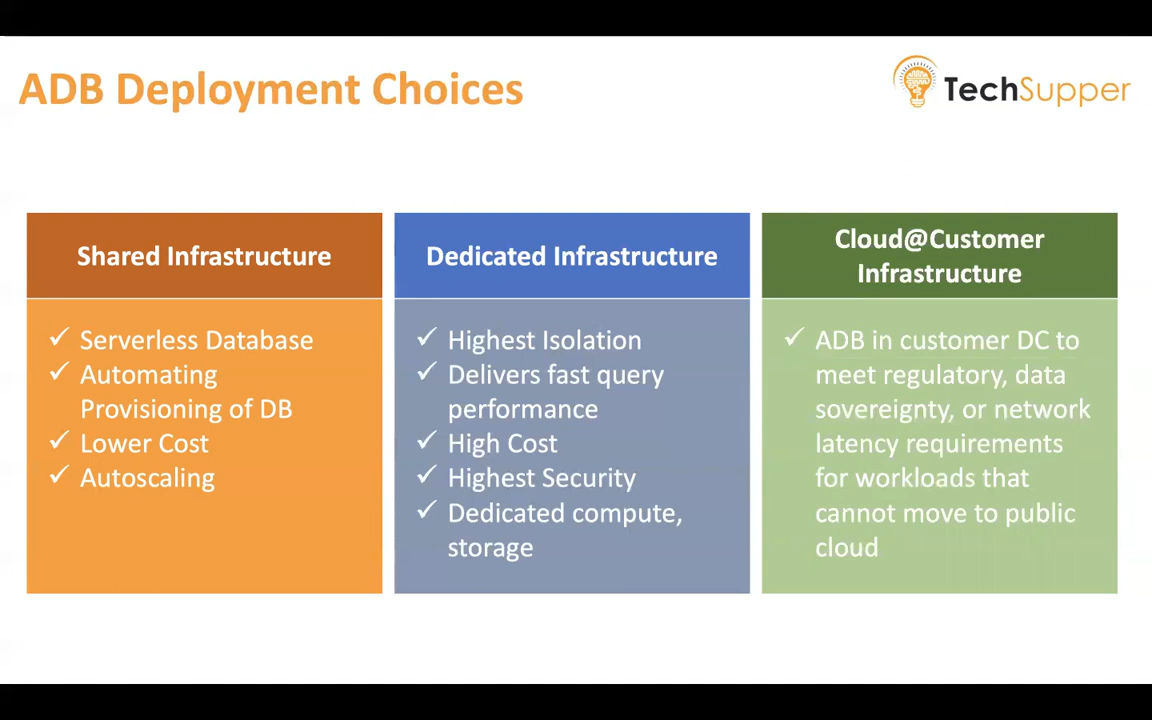 ADB Deployment Choices
TechSupper
Shared Infrastructure
✓ Serverless Database
✓ Automating
Provisioning of DB
✓ Lower Cost
✓ Autoscaling
Dedicated Infrastructure
✓ Highest Isolation
✓ Delivers fast query
performance
✓ High Cost
✓ Highest Security
✓ Dedicated compute,
storage
Cloud@Customer
Infrastructure
✓ ADB in customer DC to
meet regulatory, data
sovereignty, or network
latency requirements
for workloads that
cannot move to public
cloud